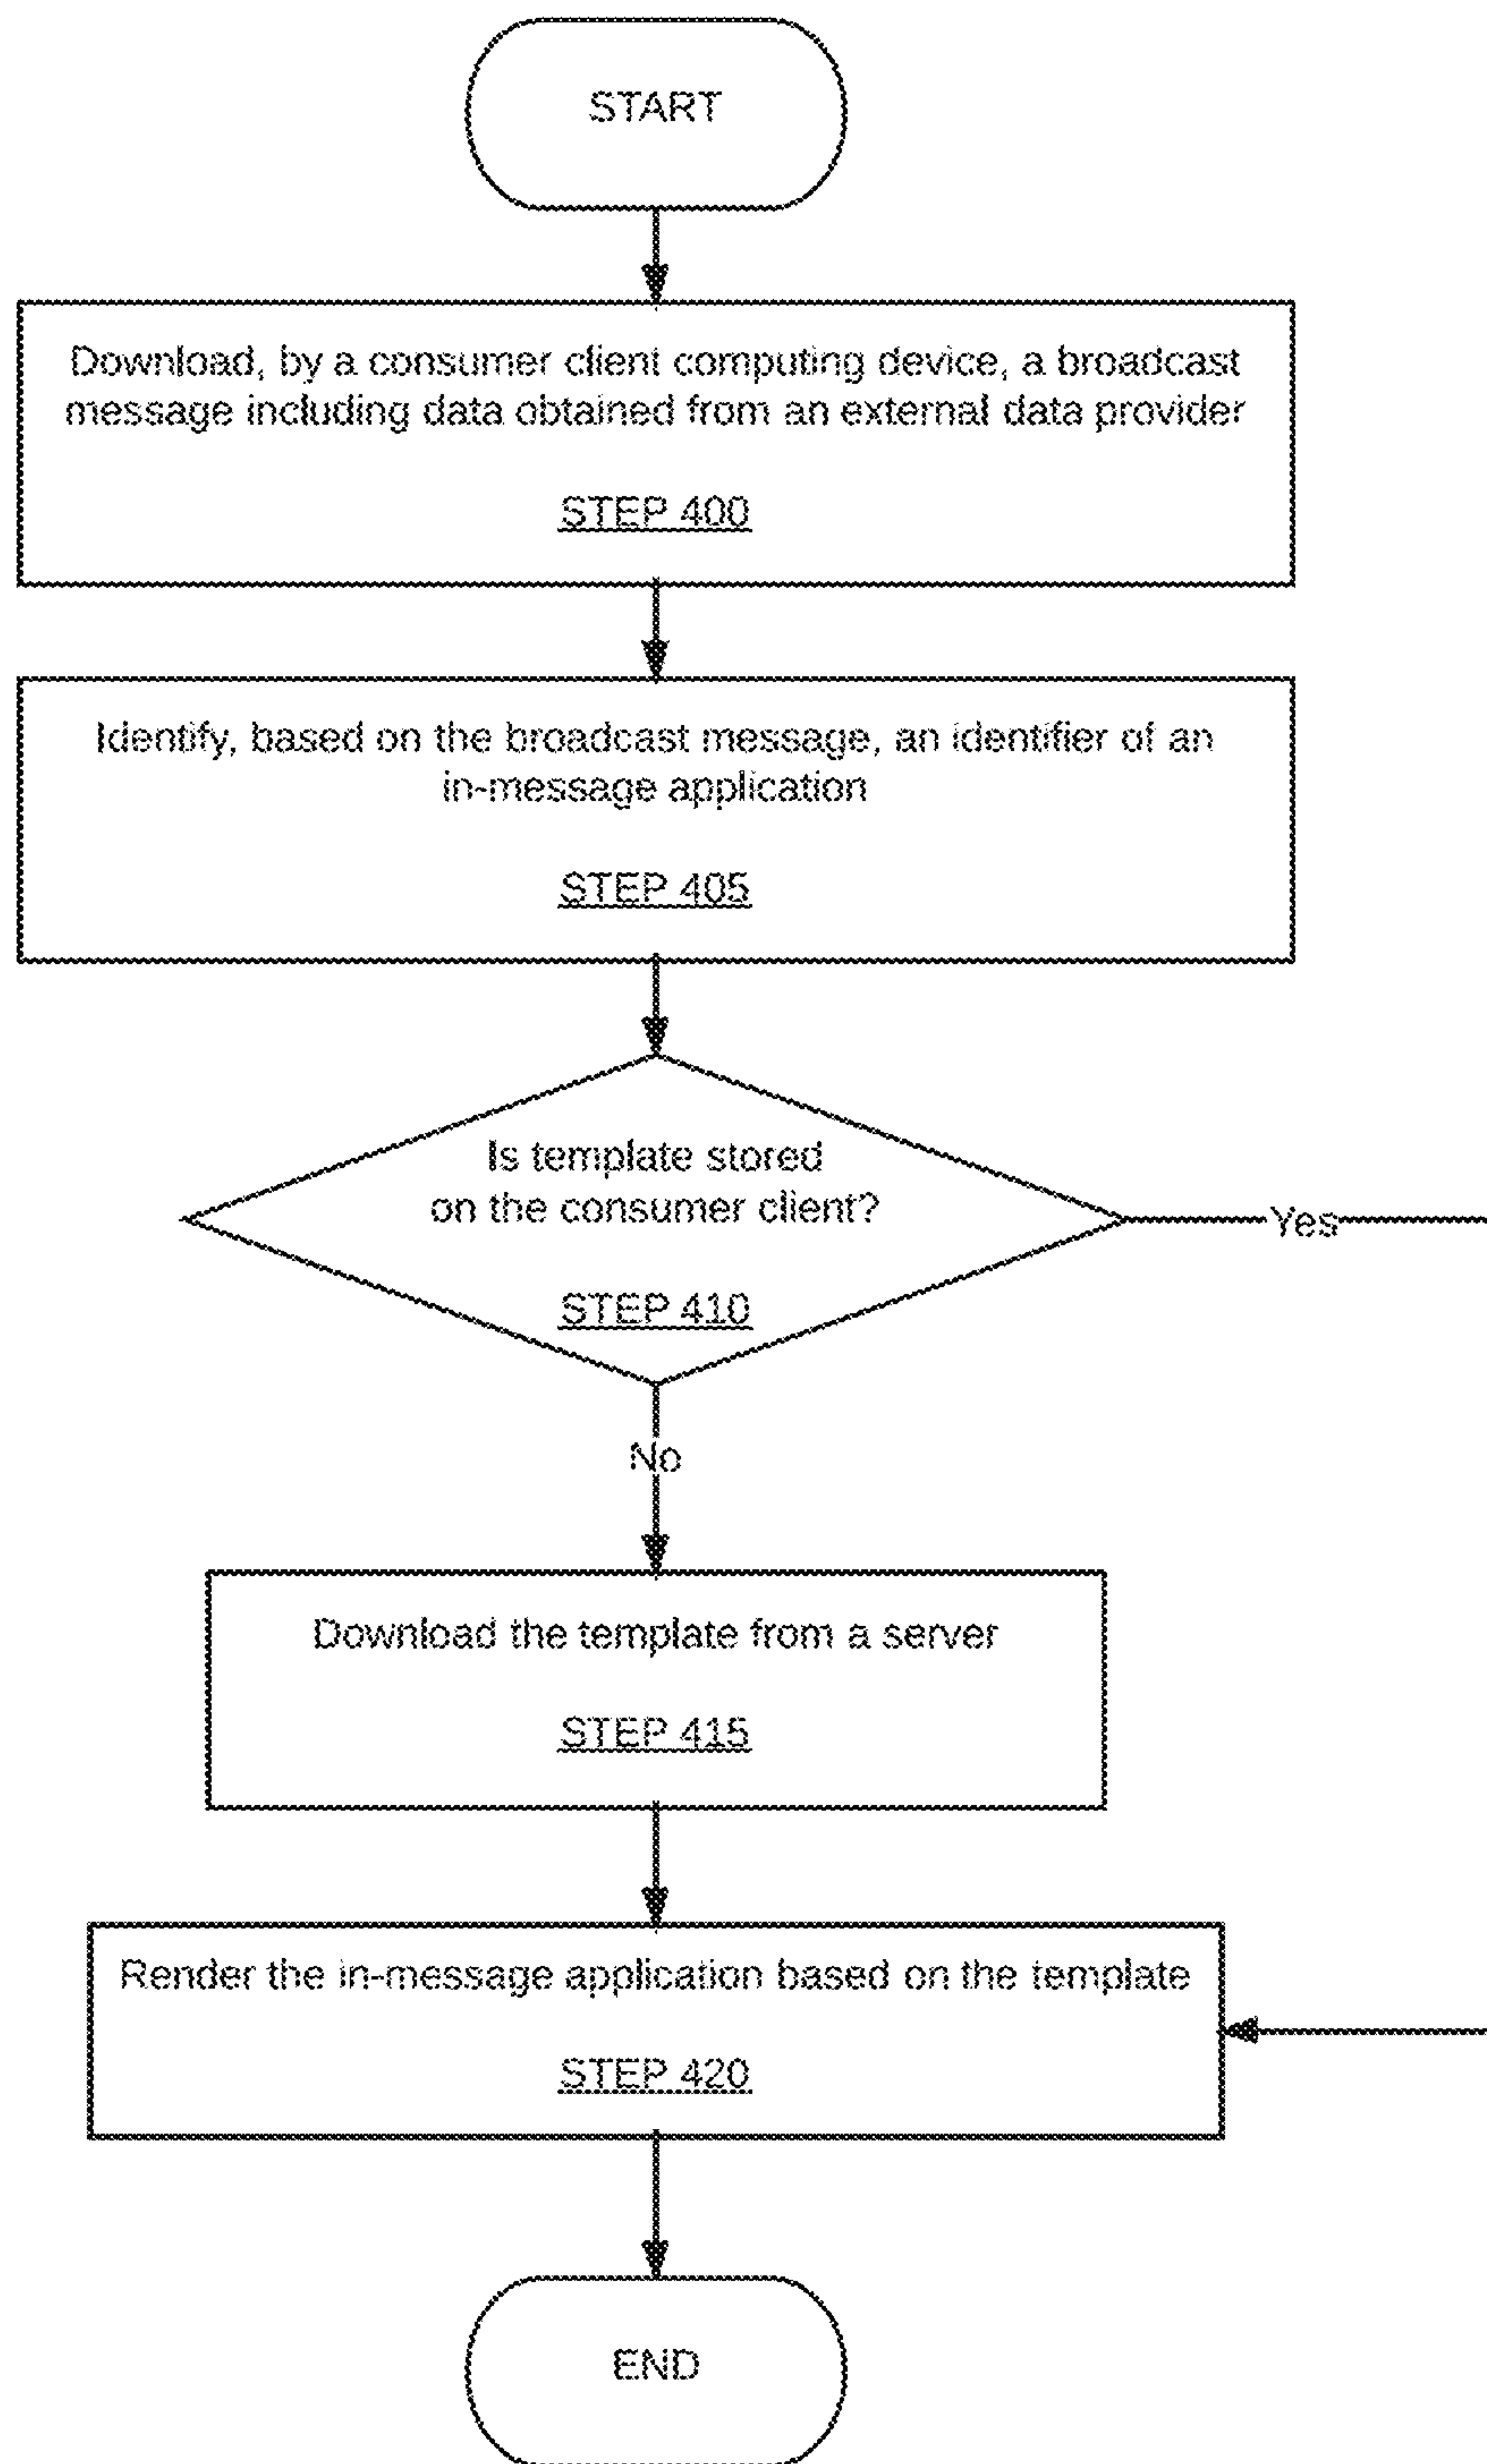 START
Download, by a consumer client computing device, a broadcast
message including data obtained from an external data provider
STEP 400
Identify, based on the broadcast message, an identifier of an
in-message application
STEP 405
Is template stored
on the consumer client?
STEP 410
Yes
No
Download the template from a server
STEP 415
Render the in-message application based on the template
STEP 420
END